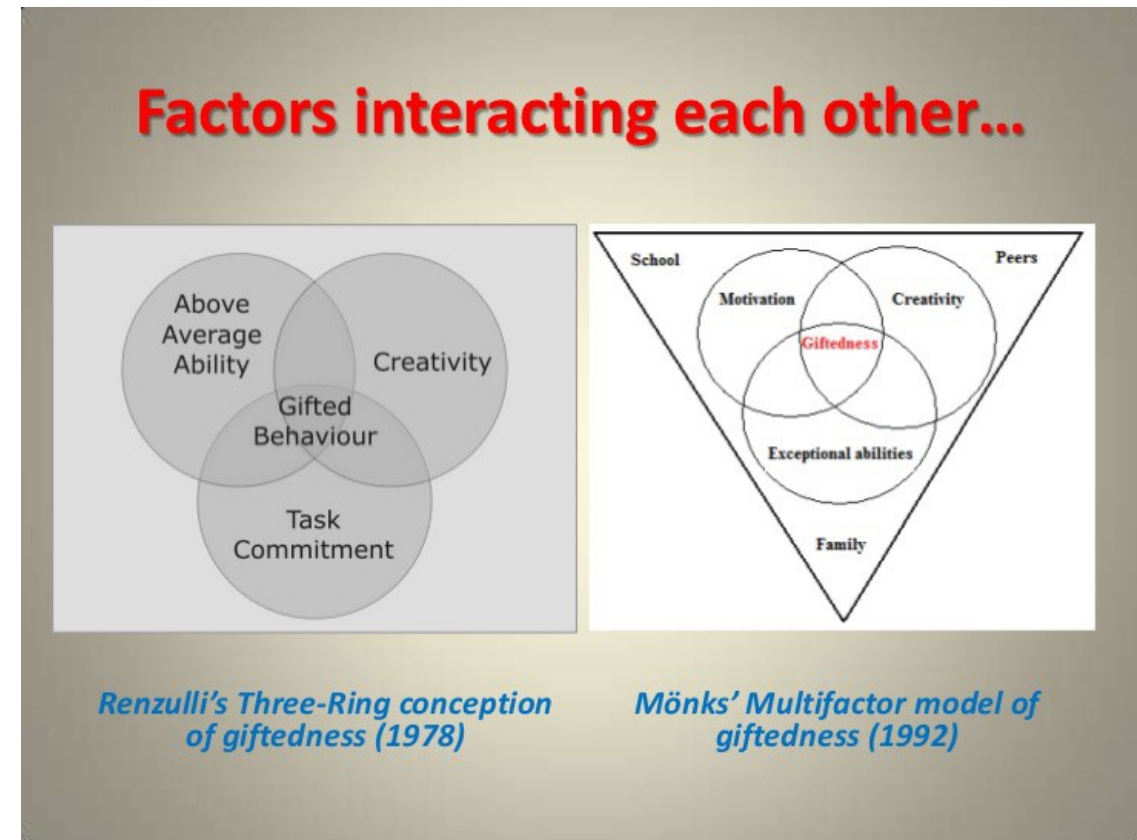 Factors interacting each other...
Above
Average
Ability
Creativity
Gifted
Behaviour
Task
Commitment
School
Peers
Motivation
Creativity
Giftedness
Exceptional abilities
Family
Renzulli's Three-Ring conception
of giftedness (1978)
Mönks' Multifactor model of
giftedness (1992)